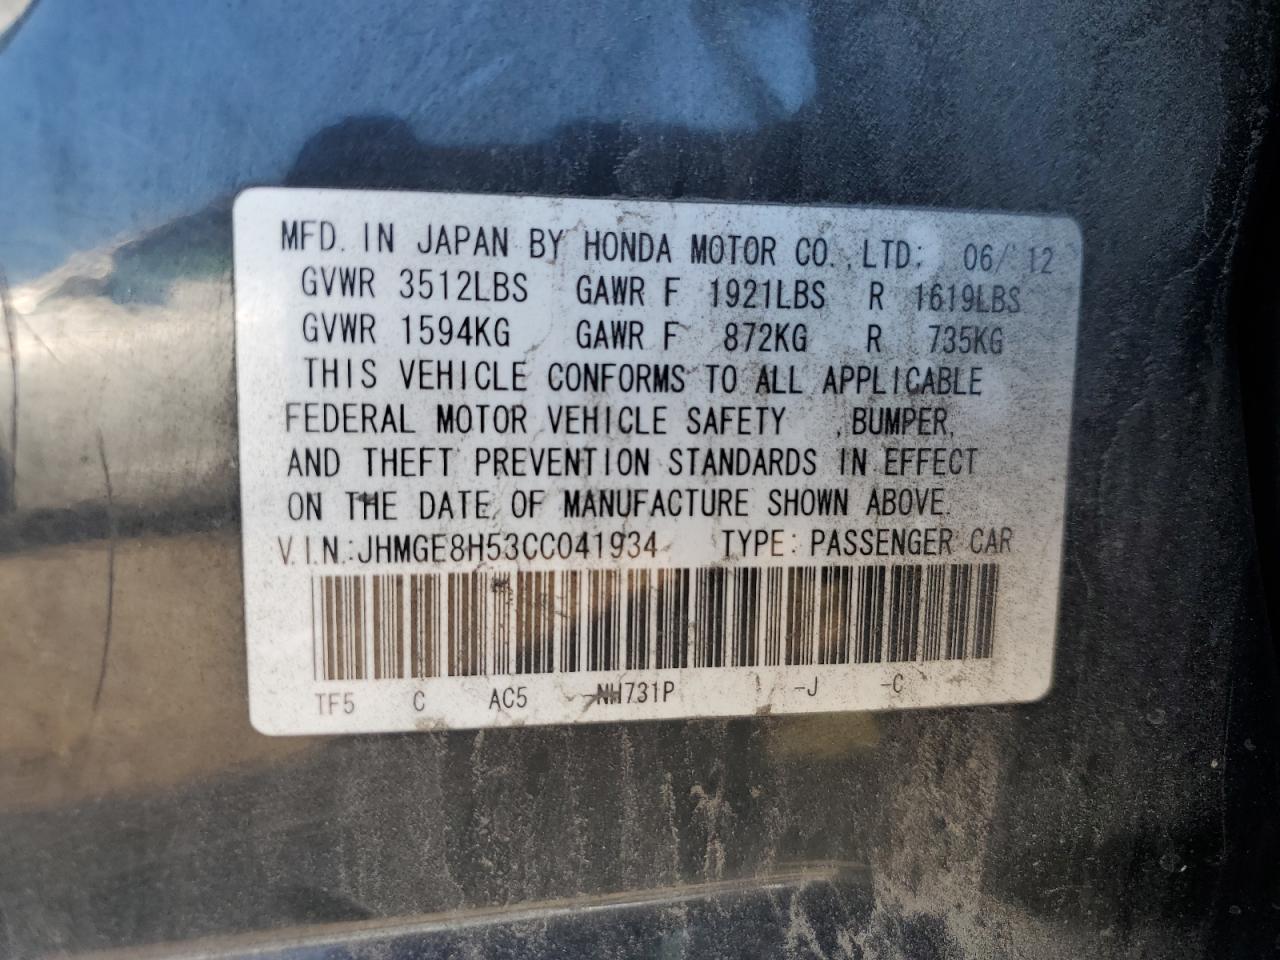 MFD. IN JAPAN BY HONDA MOTOR CO.,LTD. 06/12
GVWR 3512LBS GAWR F 1921LBS R 1619LBS
GVWR 1594KG GAWR F 872KG R 735KG
THIS VEHICLE CONFORMS TO ALL APPLICABLE
FEDERAL MOTOR VEHICLE SAFETY ,BUMPER,
AND THEFT PREVENTION STANDARDS IN EFFECT
ON THE DATE OF MANUFACTURE SHOWN ABOVE.
V.I.N.:JHMGE8H53CC041934 TYPE: PASSENGER CAR
TF5 C AC5 -NH731P -J -C